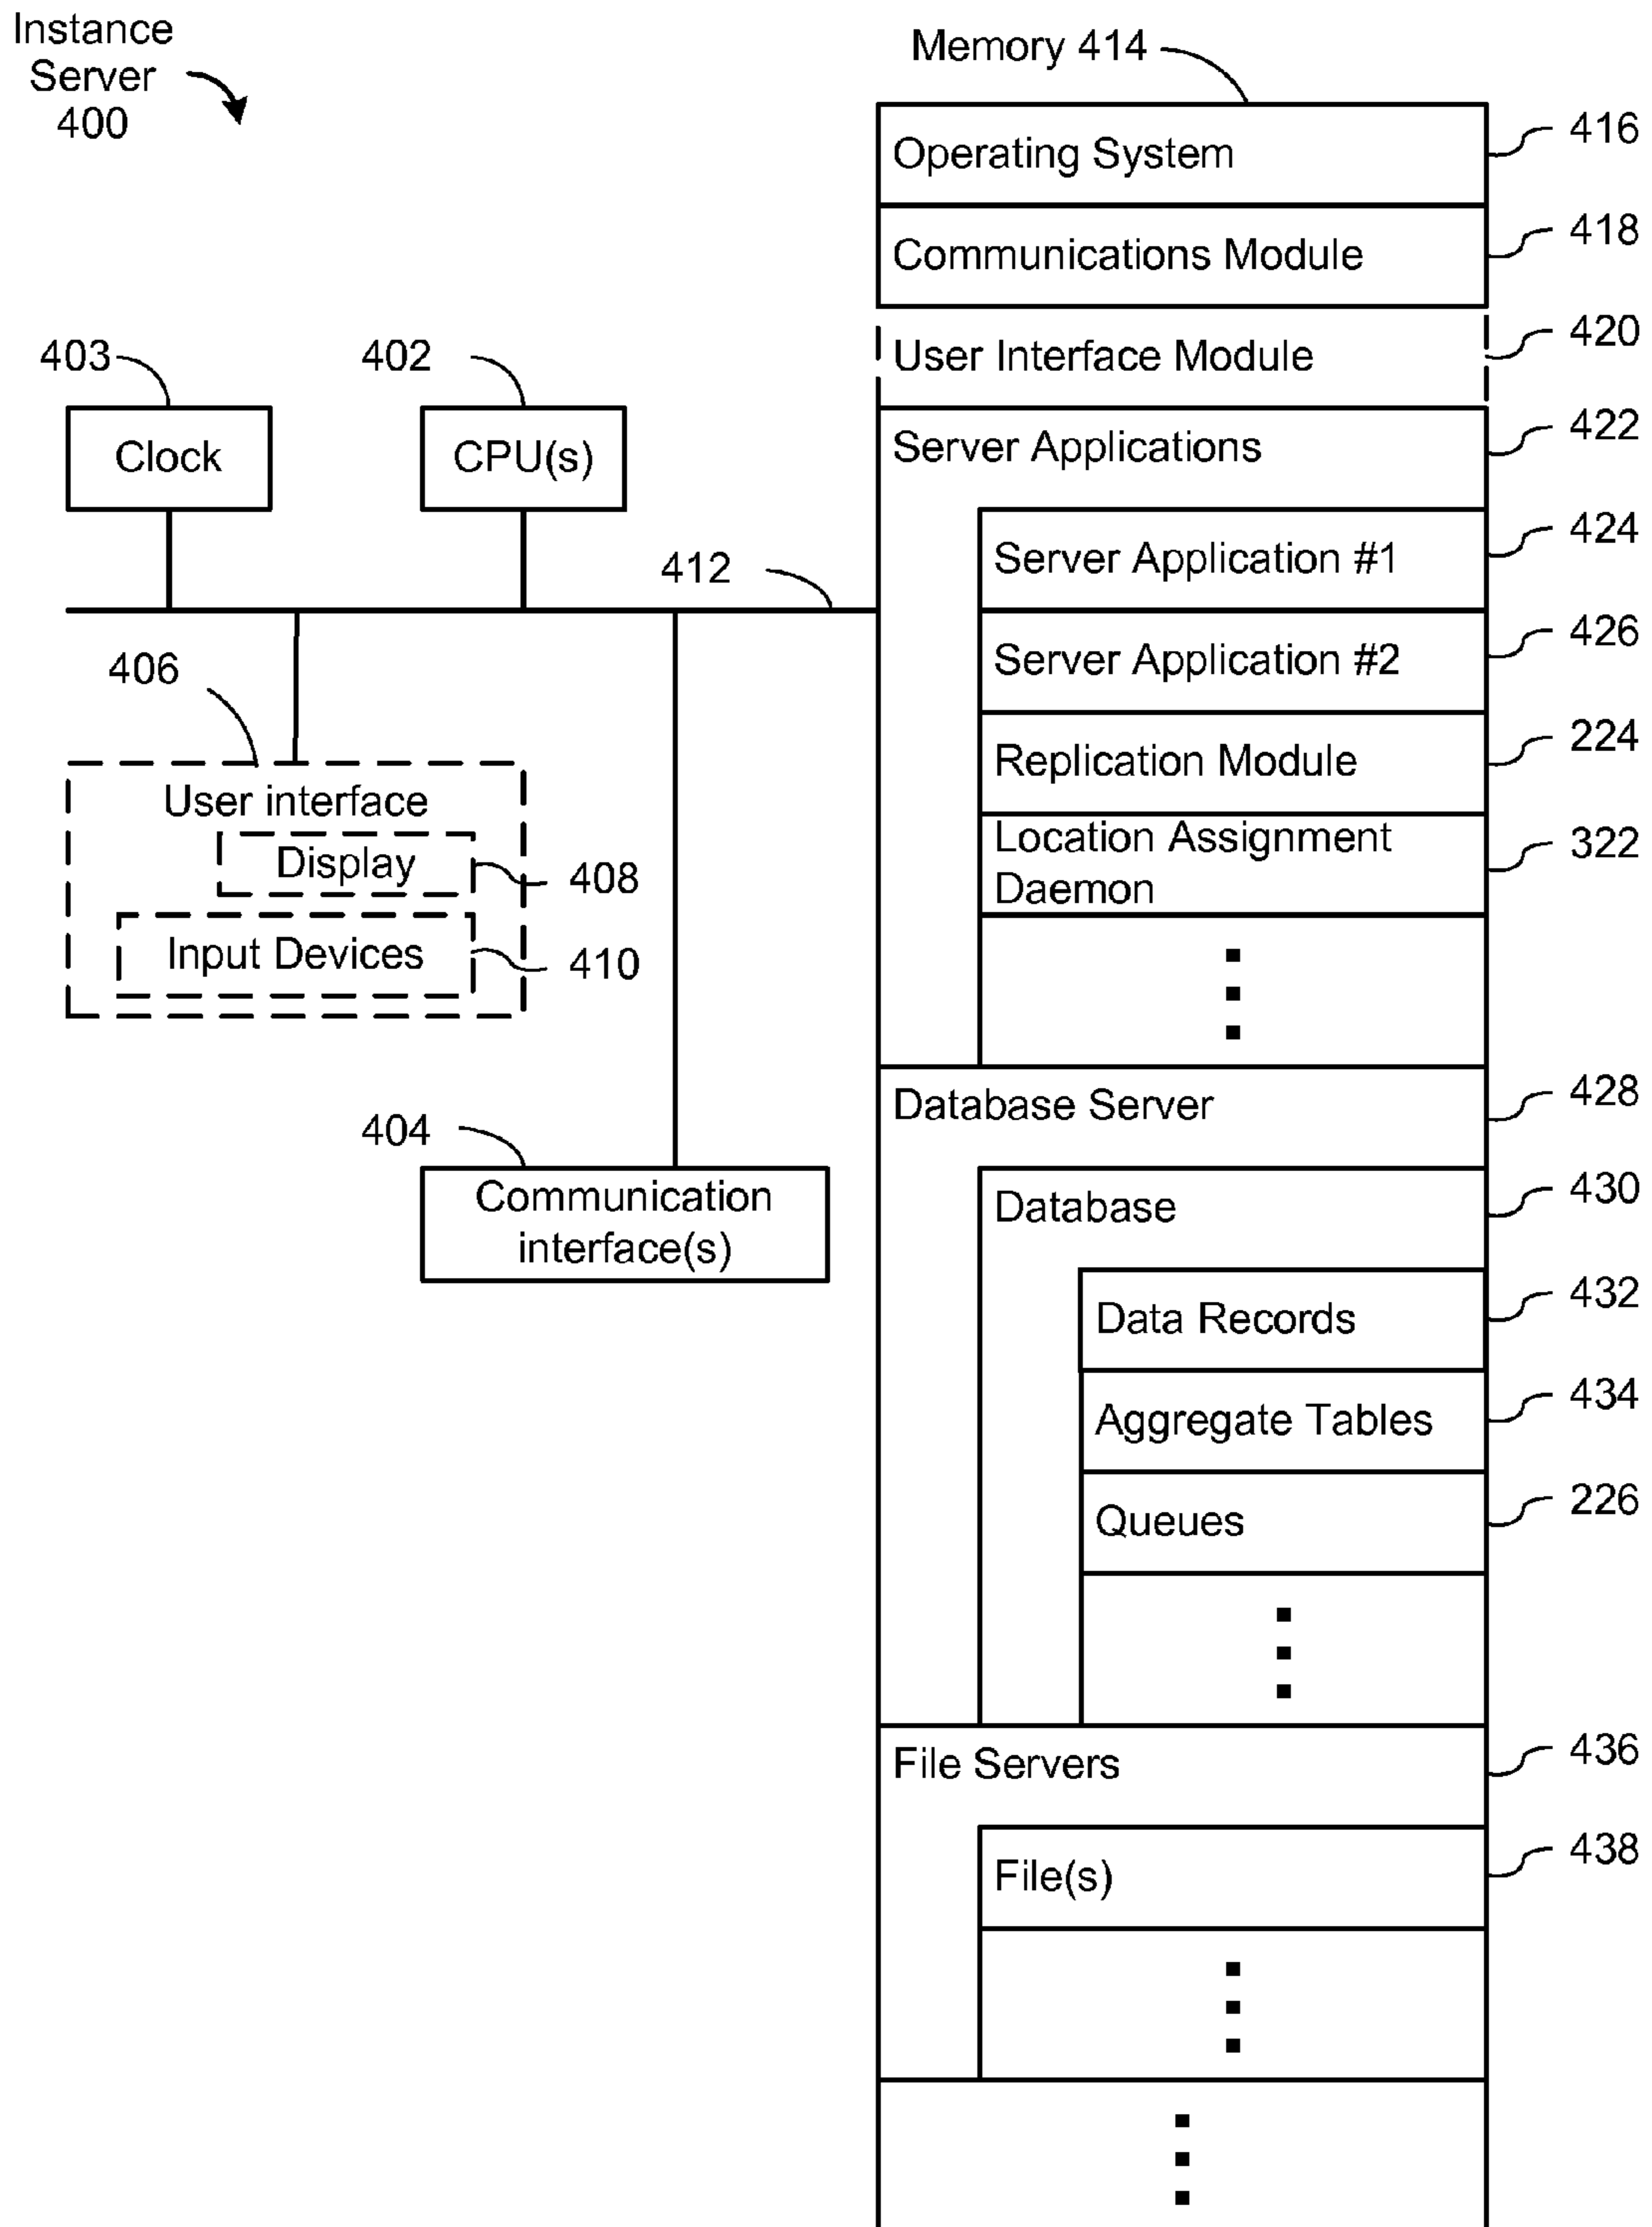 Instance
Server
400
Memory 414
Operating System
416
Communications Module
418
User Interface Module
420
Server Applications
422
Server Application #1
424
Server Application #2
426
Replication Module
224
Location Assignment
Daemon
322
403
Clock
402
CPU(s)
412
406
User interface
Display
408
Input Devices
410
404
Communication
interface(s)
Database Server
428
Database
430
Data Records
432
Aggregate Tables
434
Queues
226
File Servers
436
File(s)
438